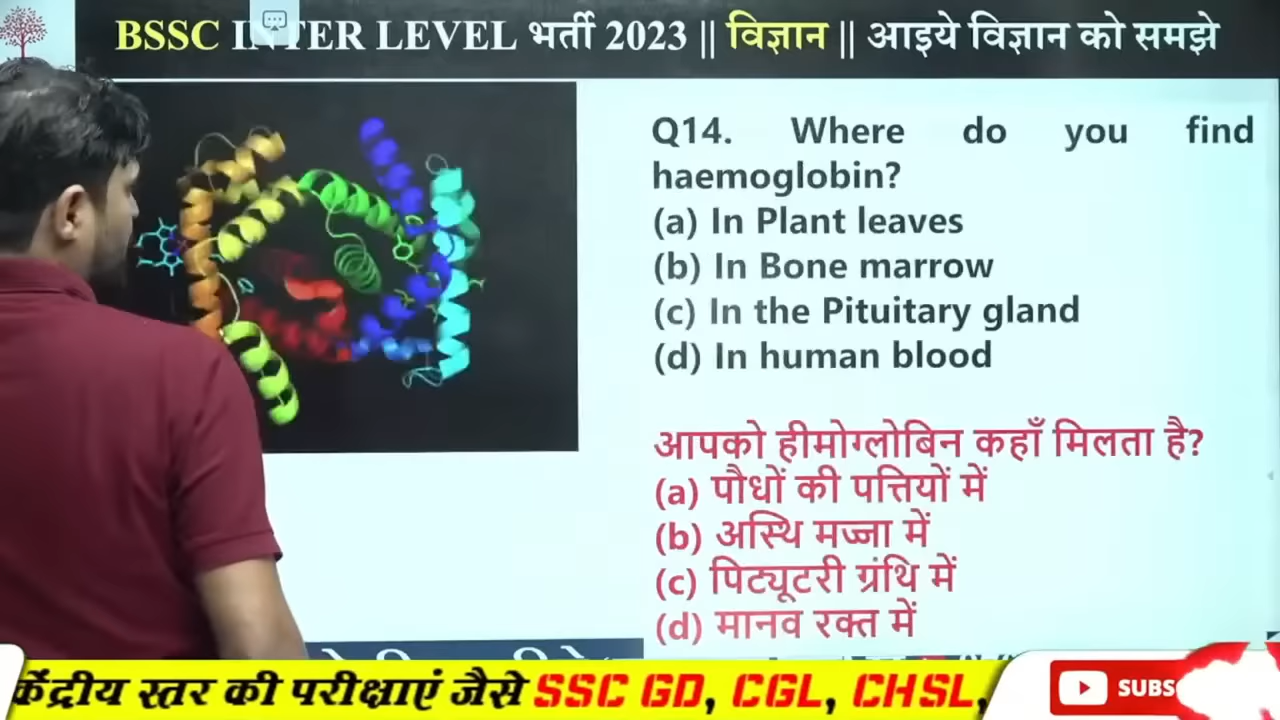 BSSC INTER LEVEL भर्ती 2023 || विज्ञान || आइये विज्ञान को समझे
Q14. Where do you find
haemoglobin?
(a) In Plant leaves
(b) In Bone marrow
(c) In the Pituitary gland
(d) In human blood
आपको हीमोग्लोबिन कहाँ मिलता है?
(a) पौधों की पत्तियों में
(b) अस्थि मज्जा में
(c) पिट्यूटरी ग्रंथि में
(d) मानव रक्त में
केंद्रीय स्तर की परीक्षाएं जैसे SSC GD, CGL, CHSL,
SUBS